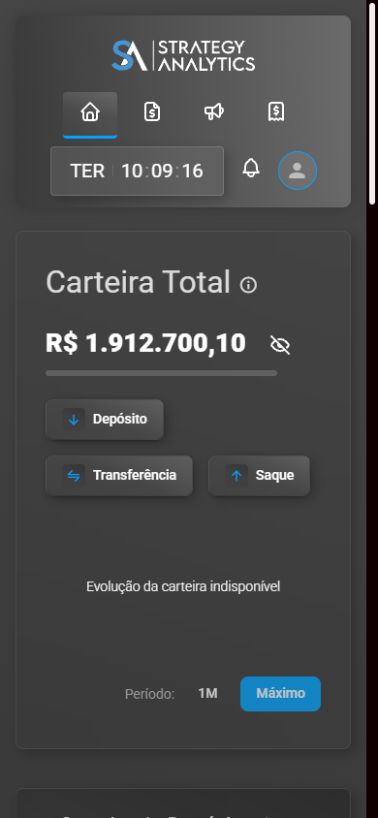 STRATEGY
ANALYTICS
TER 10:09:16
Carteira Total
R$ 1.912.700,10
Depósito
Transferência Saque
Evolução da carteira indisponível
Período: 1M Máximo